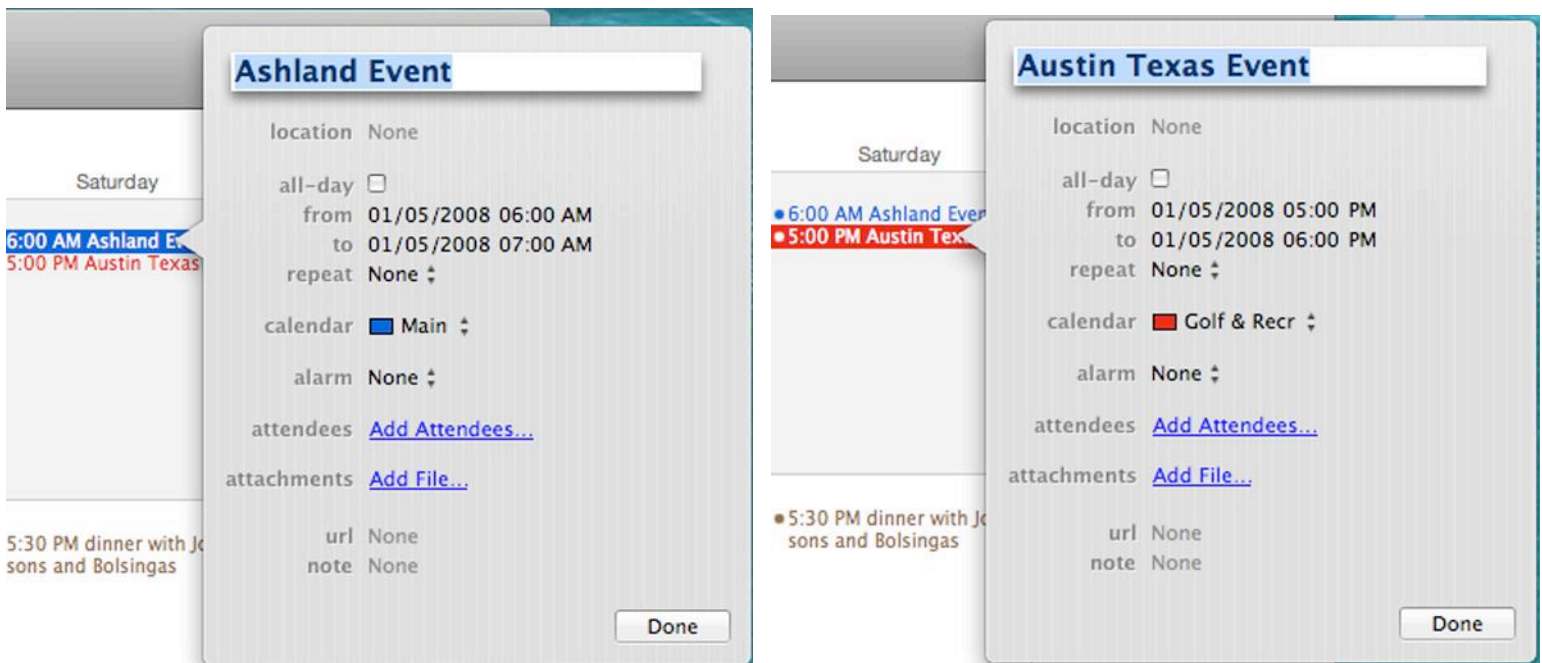 Ashland Event
location None
Saturday
all-day
from 01/05/2008 06:00 AM
to 01/05/2008 07:00 AM
6:00 AM Ashland E
5:00 PM Austin Texas
repeat None
calendar Main
alarm None
attendees Add Attendees...
attachments Add File...
5:30 PM dinner with Jo
sons and Bolsingas
url None
note None
Done
Austin Texas Event
location None
Saturday
all-day
from 01/05/2008 05:00 PM
to 01/05/2008 06:00 PM
6:00 AM Ashland Even
5:00 PM Austin Tex
repeat None
calendar Golf & Recr
alarm None
attendees Add Attendees...
attachments Add File...
5:30 PM dinner with Jo
sons and Bolsingas
url None
note None
Done